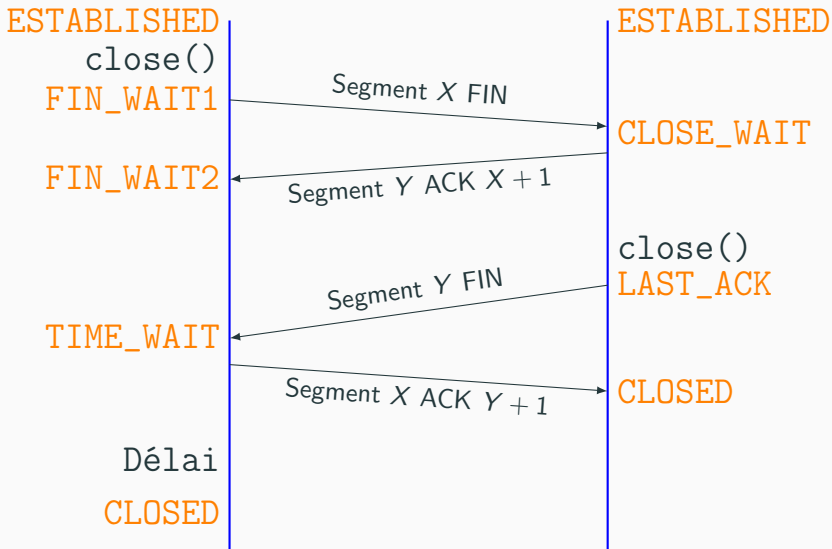 ESTABLISHED
ESTABLISHED
close()
FIN_WAIT1
Segment X FIN
CLOSE_WAIT
FIN_WAIT2
Segment Y ACK X + 1
close()
LAST_ACK
Segment Y FIN
TIME_WAIT
Segment X ACK Y + 1
CLOSED
Délai
CLOSED